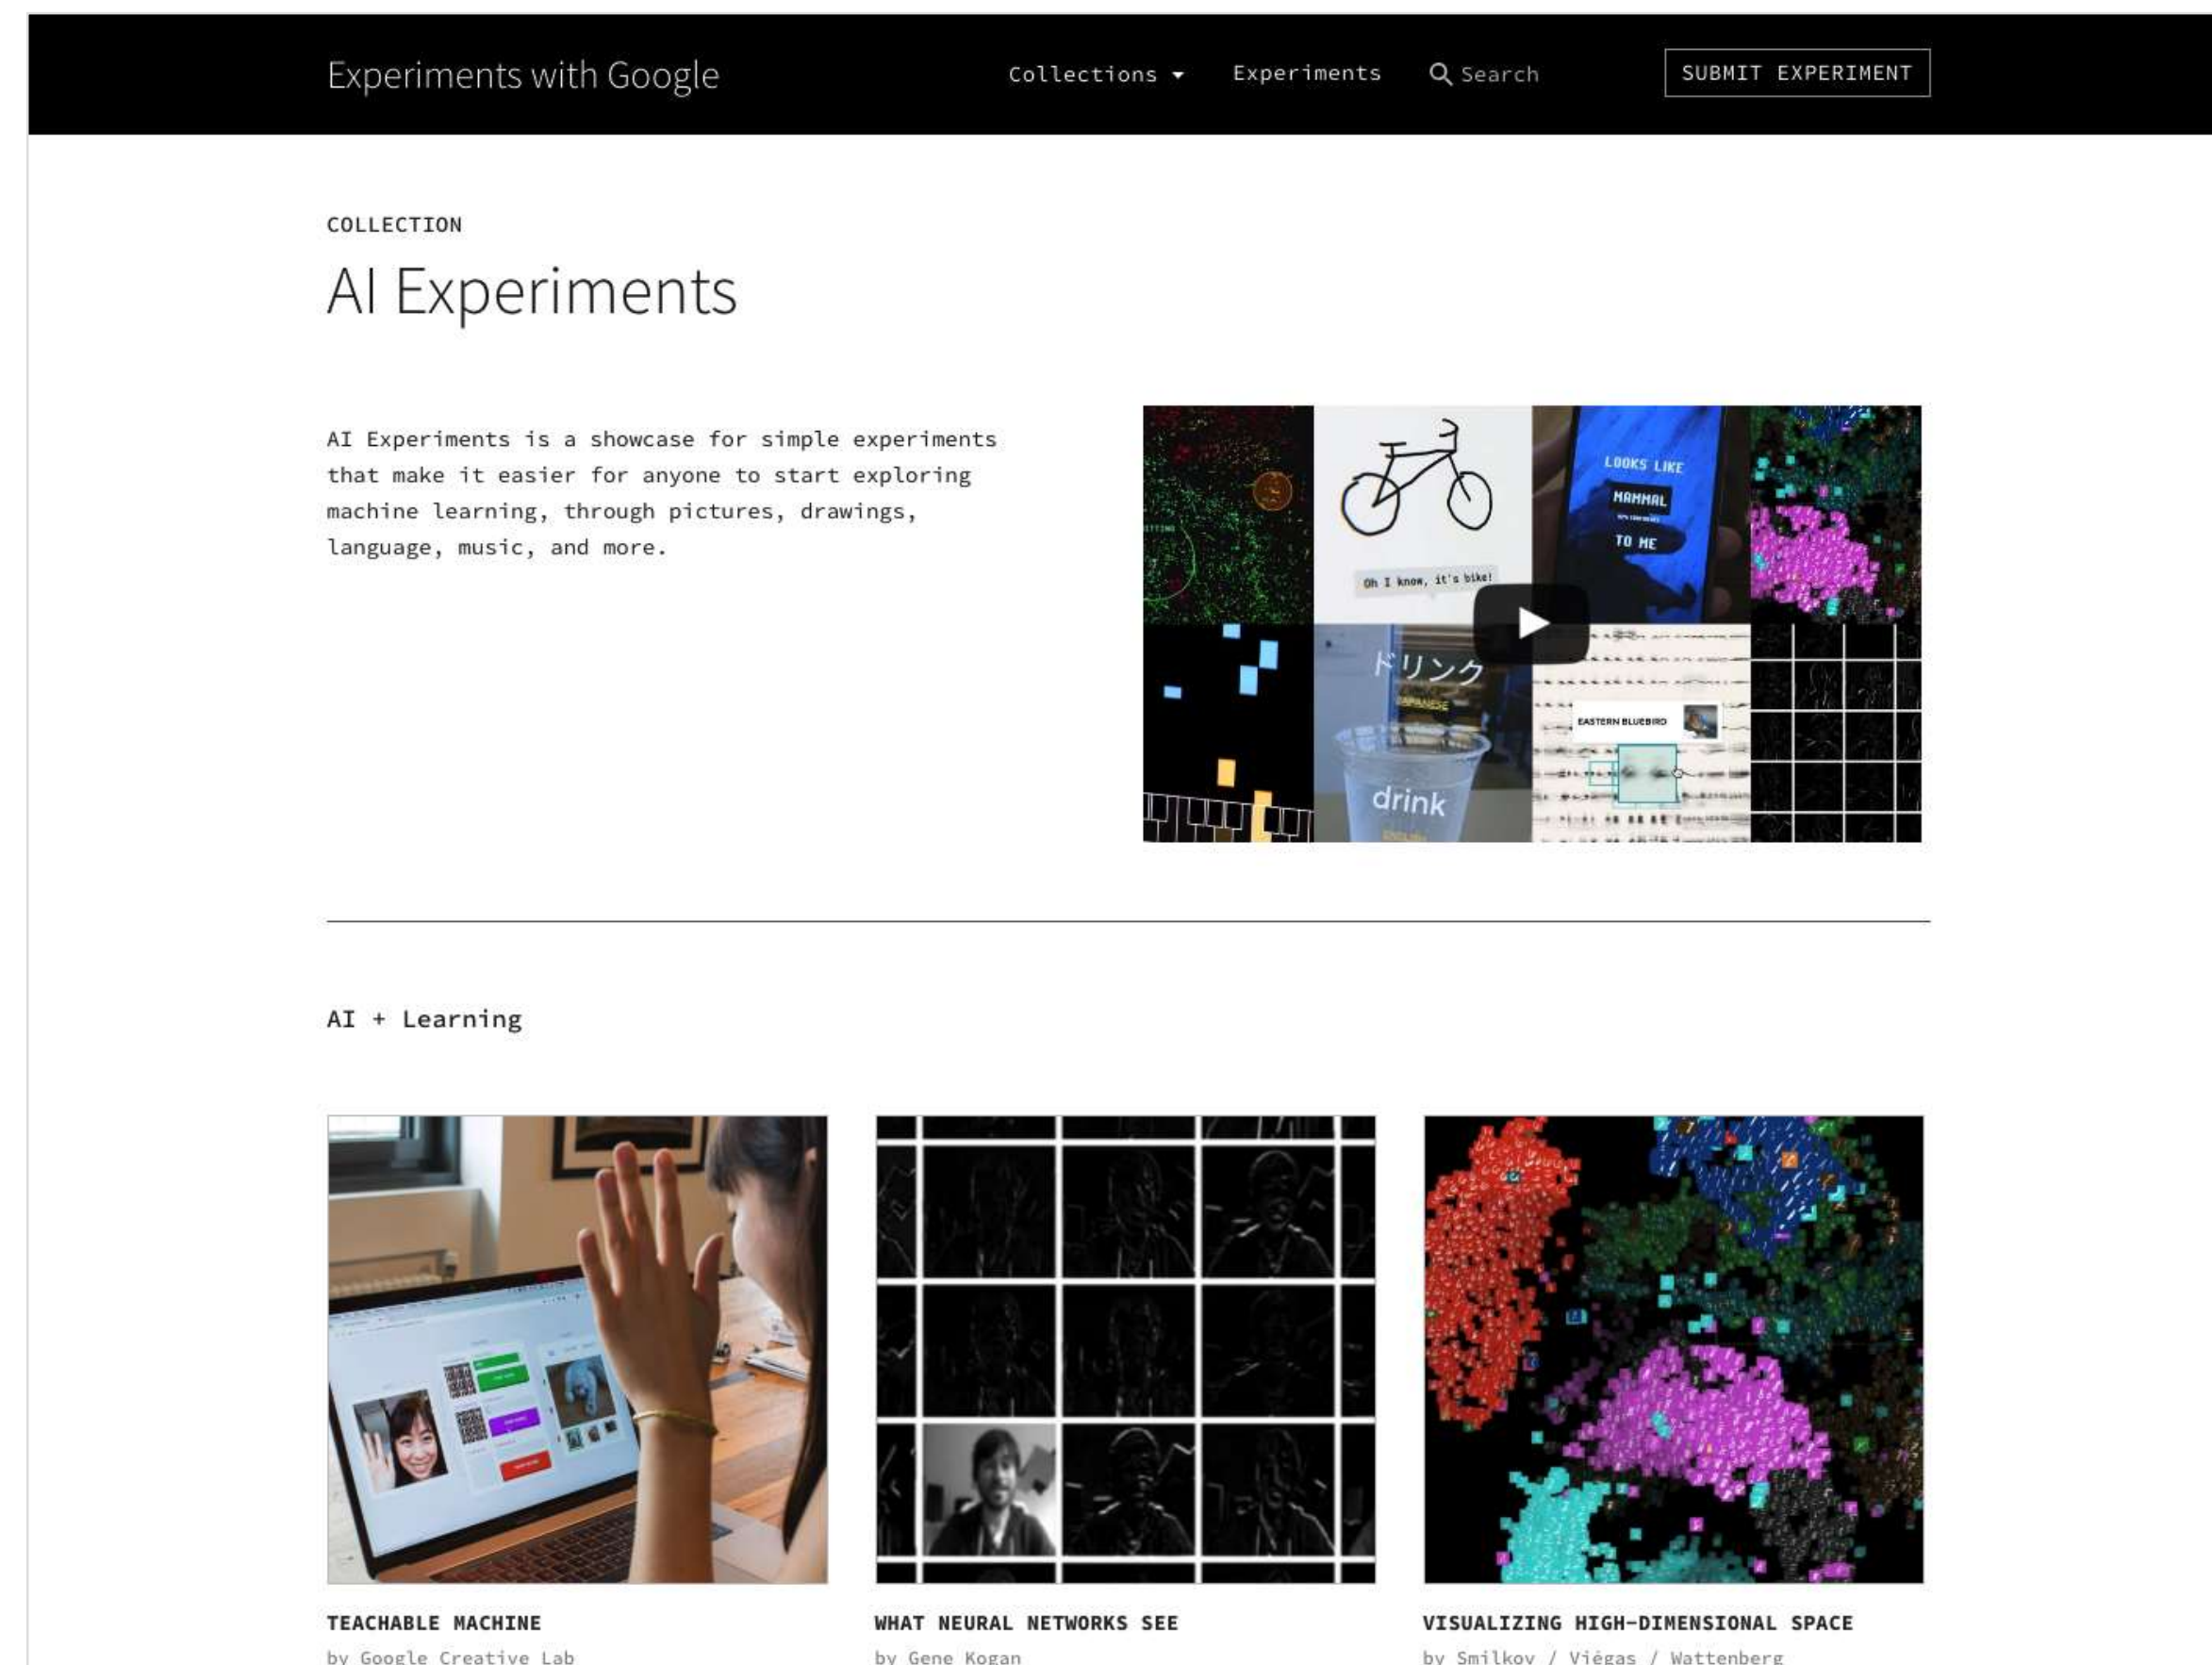 Experiments with Google
Collections
Experiments
Search
SUBMIT EXPERIMENT
COLLECTION
AI Experiments
AI Experiments is a showcase for simple experiments
that make it easier for anyone to start exploring
machine learning, through pictures, drawings,
language, music, and more.
Oh I know, it's bike!
LOOKS LIKE
MAMMAL
TO ME
ドリンク
JAPANESE
drink
ENGLISH
EASTERN BLUEBIRD
AI + Learning
TEACHABLE MACHINE
by Google Creative Lab
WHAT NEURAL NETWORKS SEE
by Gene Kogan
VISUALIZING HIGH-DIMENSIONAL SPACE
by Smilkov / Viégas / Wattenberg